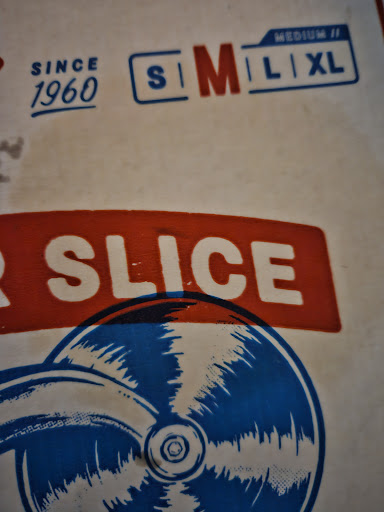 SINCE
1960
MEDIUM //
S | M | L | XL
R SLICE